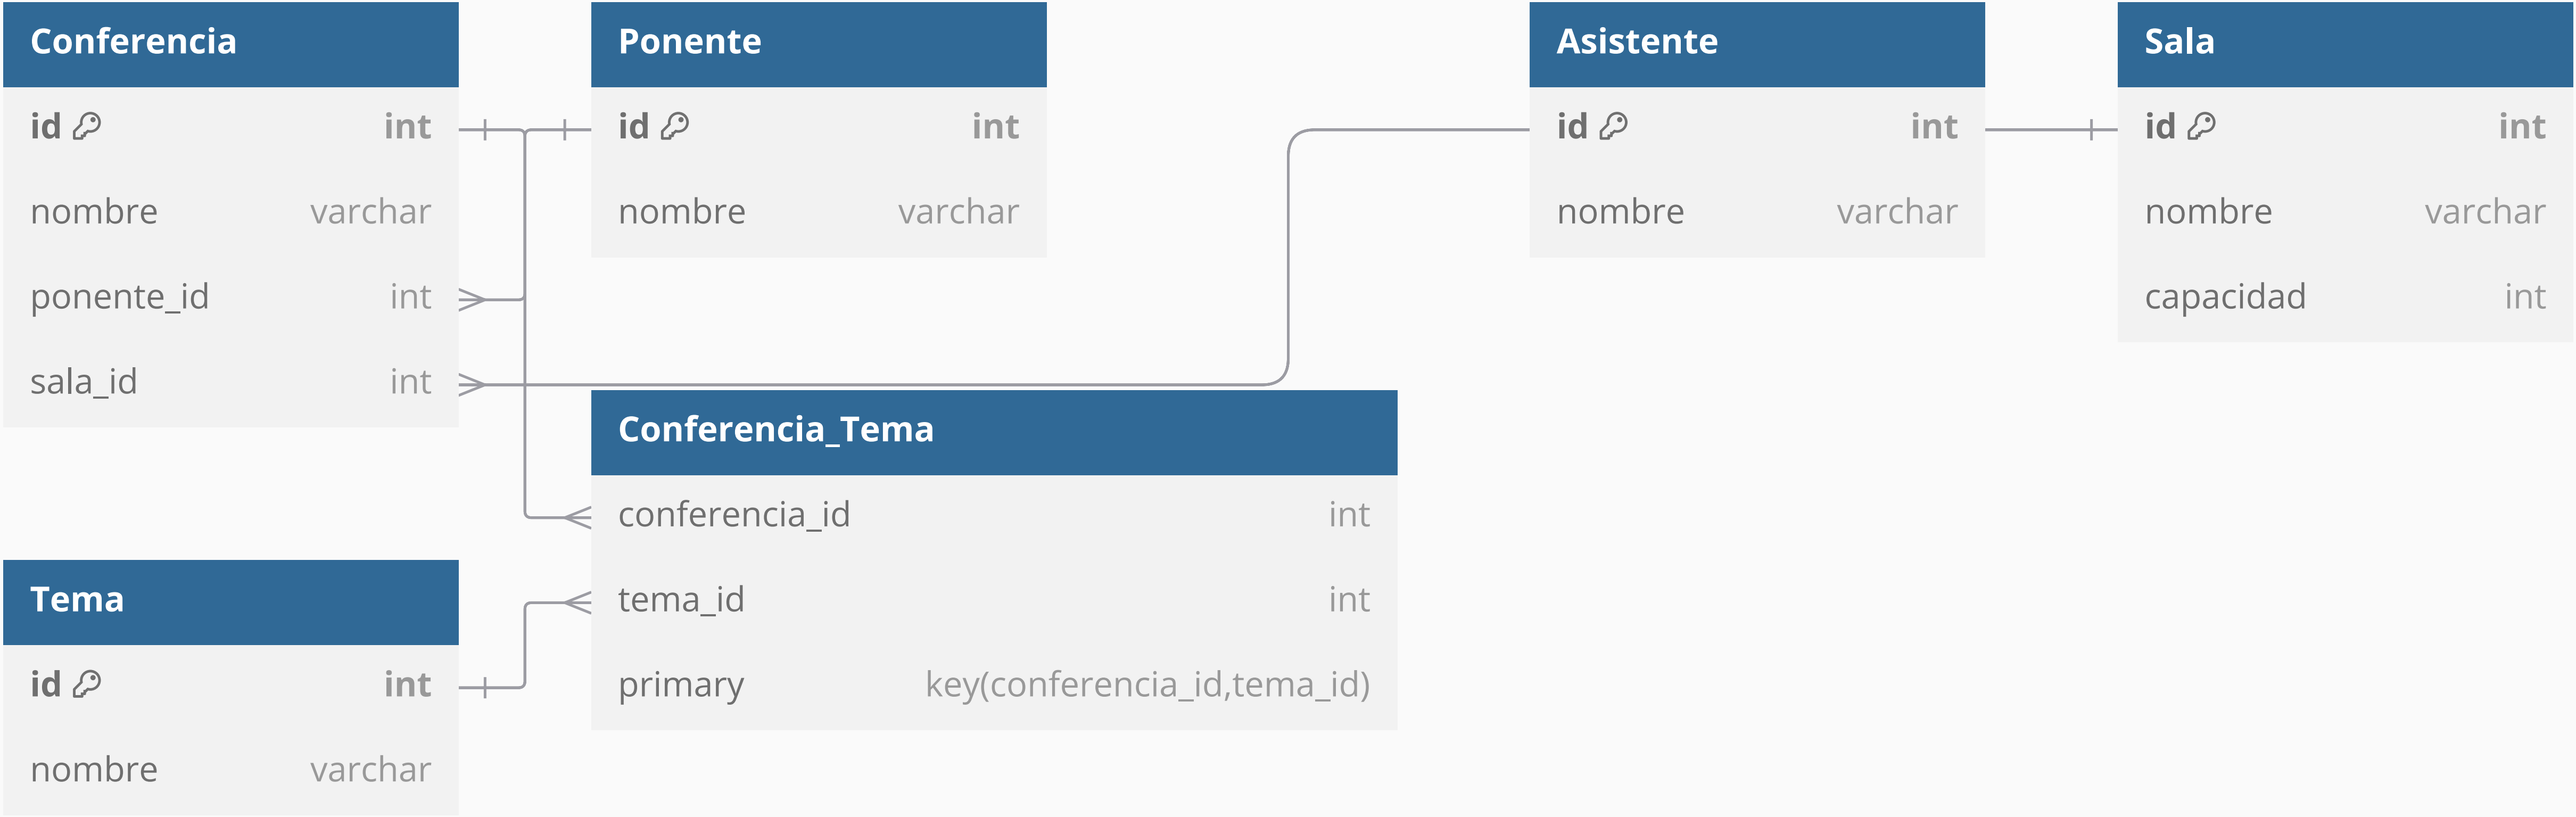 Conferencia
id int
nombre varchar
ponente_id int
sala_id int
Ponente
id int
nombre varchar
Asistente
id int
nombre varchar
Sala
id int
nombre varchar
capacidad int
Conferencia_Tema
conferencia_id int
tema_id int
primary key(conferencia_id,tema_id)
Tema
id int
nombre varchar